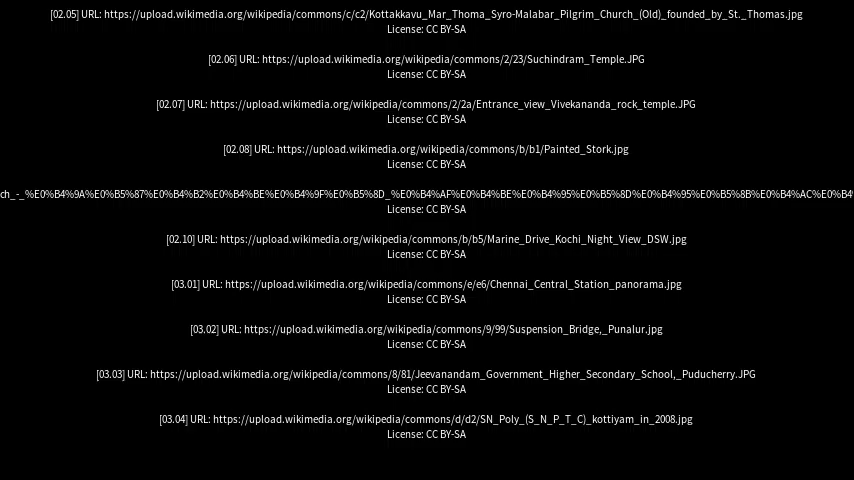 [02.05] URL: https://upload.wikimedia.org/wikipedia/commons/c/c2/Kottakkavu_Mar_Thoma_Syro-Malabar_Pilgrim_Church_(Old)_founded_by_St._Thomas.jpg
License: CC BY-SA
[02.06] URL: https://upload.wikimedia.org/wikipedia/commons/2/23/Suchindram_Temple.JPG
License: CC BY-SA
[02.07] URL: https://upload.wikimedia.org/wikipedia/commons/2/2a/Entrance_view_Vivekananda_rock_temple.JPG
License: CC BY-SA
[02.08] URL: https://upload.wikimedia.org/wikipedia/commons/b/b1/Painted_Stork.jpg
License: CC BY-SA
ch_-_%E0%B4%9A%E0%B5%87%E0%B4%B2%E0%B4%BE%E0%B4%9F%E0%B5%8D_%E0%B4%AF%E0%B4%BE%E0%B4%95%E0%B5%8D%E0%B4%95%E0%B5%8B%E0%B4%AC%E0%B4
License: CC BY-SA
[02.10] URL: https://upload.wikimedia.org/wikipedia/commons/b/b5/Marine_Drive_Kochi_Night_View_DSW.jpg
License: CC BY-SA
[03.01] URL: https://upload.wikimedia.org/wikipedia/commons/e/e6/Chennai_Central_Station_panorama.jpg
License: CC BY-SA
[03.02] URL: https://upload.wikimedia.org/wikipedia/commons/9/99/Suspension_Bridge,_Punalur.jpg
License: CC BY-SA
[03.03] URL: https://upload.wikimedia.org/wikipedia/commons/8/81/Jeevanandam_Government_Higher_Secondary_School,_Puducherry.JPG
License: CC BY-SA
[03.04] URL: https://upload.wikimedia.org/wikipedia/commons/d/d2/SN_Poly_(S_N_P_T_C)_kottiyam_in_2008.jpg
License: CC BY-SA